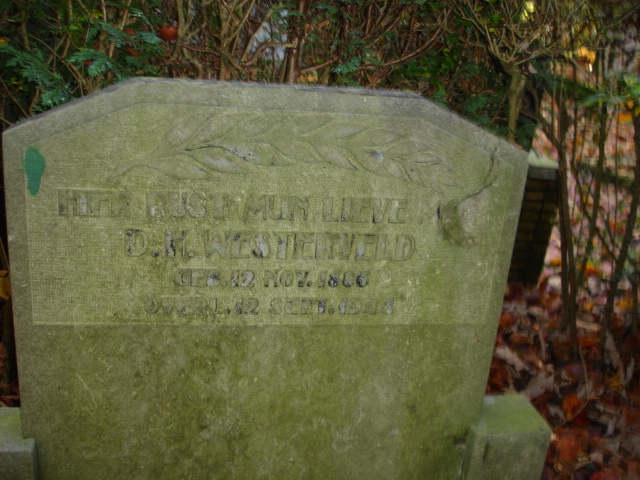 HIER RUST MIJN LIEVE
D.H. WESTERVELD
GEB. 12 NOV. 1866
OVERL. 12 SEPT.